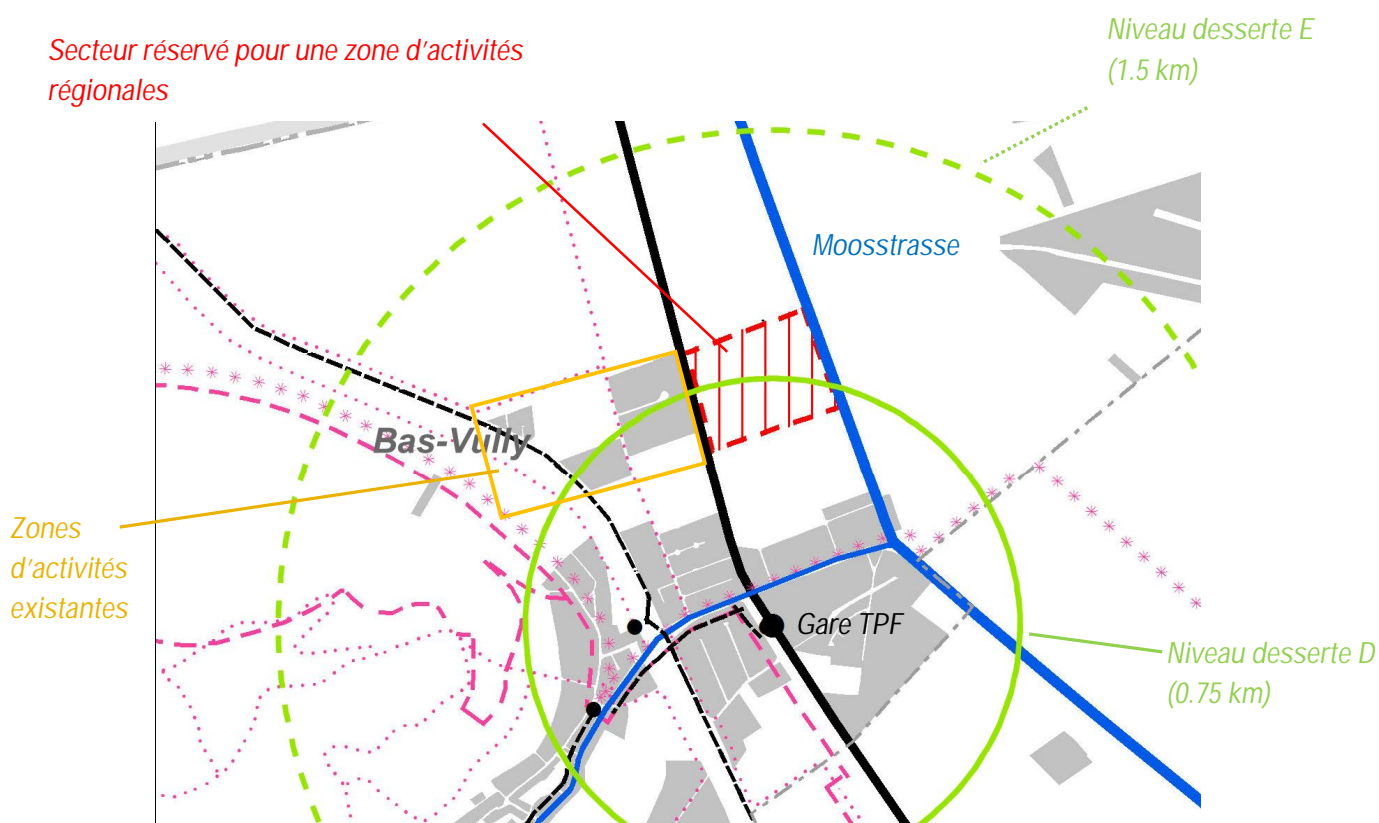 Niveau desserte E
(1.5 km)
Secteur réservé pour une zone d'activités
régionales
Moosstrasse
Bas-Vully
Zones
d'activités
existantes
Gare TPF
Niveau desserte D
(0.75 km)